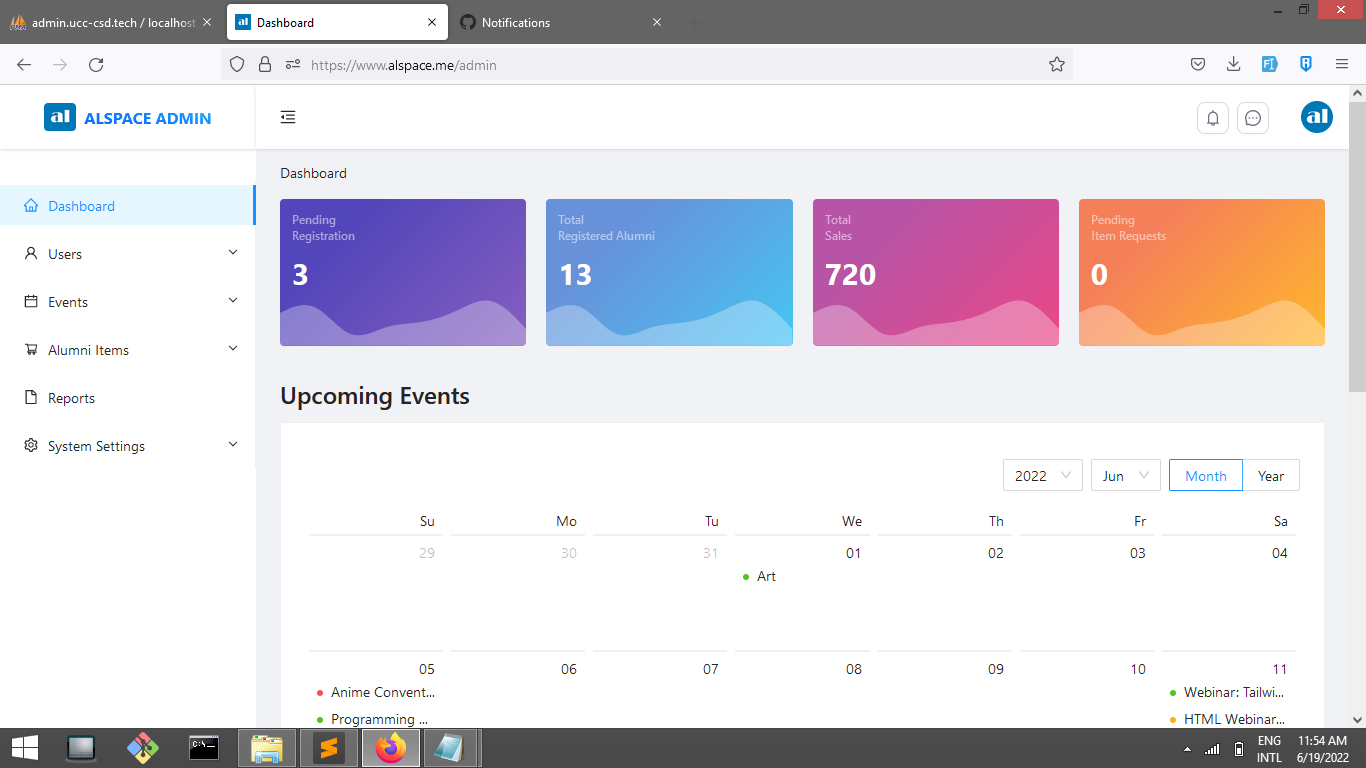 admin.ucc-csd.tech / localhost
Dashboard
Notifications
https://www.alspace.me/admin
al ALSPACE ADMIN
al
Dashboard
Users
Events
Alumni Items
Reports
System Settings
Dashboard
Pending
Registration
3
Total
Registered Alumni
13
Total
Sales
720
Pending
Item Requests
0
Upcoming Events
2022 Jun Month Year
Su Mo Tu We Th Fr Sa
29 30 31 01 02 03 04
Art
05 06 07 08 09 10 11
Anime Convent... Webinar: Tailwi...
Programming ... HTML Webinar...
ENG 11:54 AM
INTL 6/19/2022